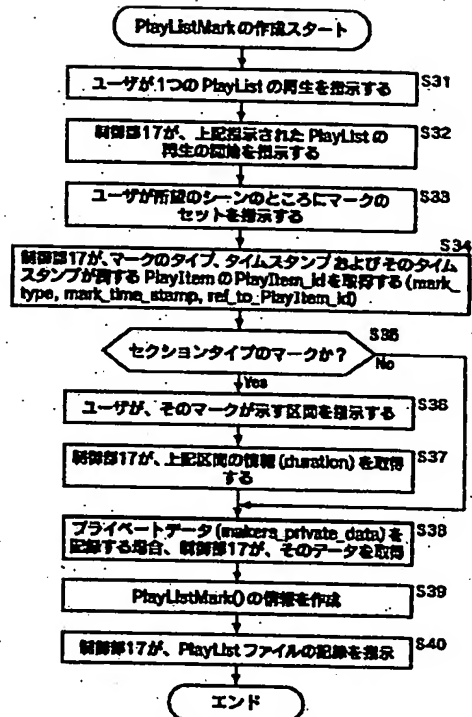 PlayListMarkの作成スタート
ユーザが1つのPlayListの再生を指示する
S31
制御部17が、上記指示されたPlayListの
再生の開始を指示する
S32
ユーザが所望のシーンのところにマークの
セットを指示する
S33
S34
制御部17が、マークのタイプ、タイムスタンプおよびそのタイム
スタンプが属するPlayItemのPlayItem_idを取得する(mark_
type, mark_time_stamp, ref_to_PlayItem_id)
セクションタイプのマークか?
S35
No
Yes
ユーザが、そのマークが示す区間を指示する
S36
制御部17が、上記区間の情報(duration)を取得
する
S37
プライベートデータ(makers_private_data)を
記録する場合、制御部17が、そのデータを取得
S38
PlayListMark()の情報を作成
S39
制御部17が、PlayListファイルの記録を指示
S40
エンド